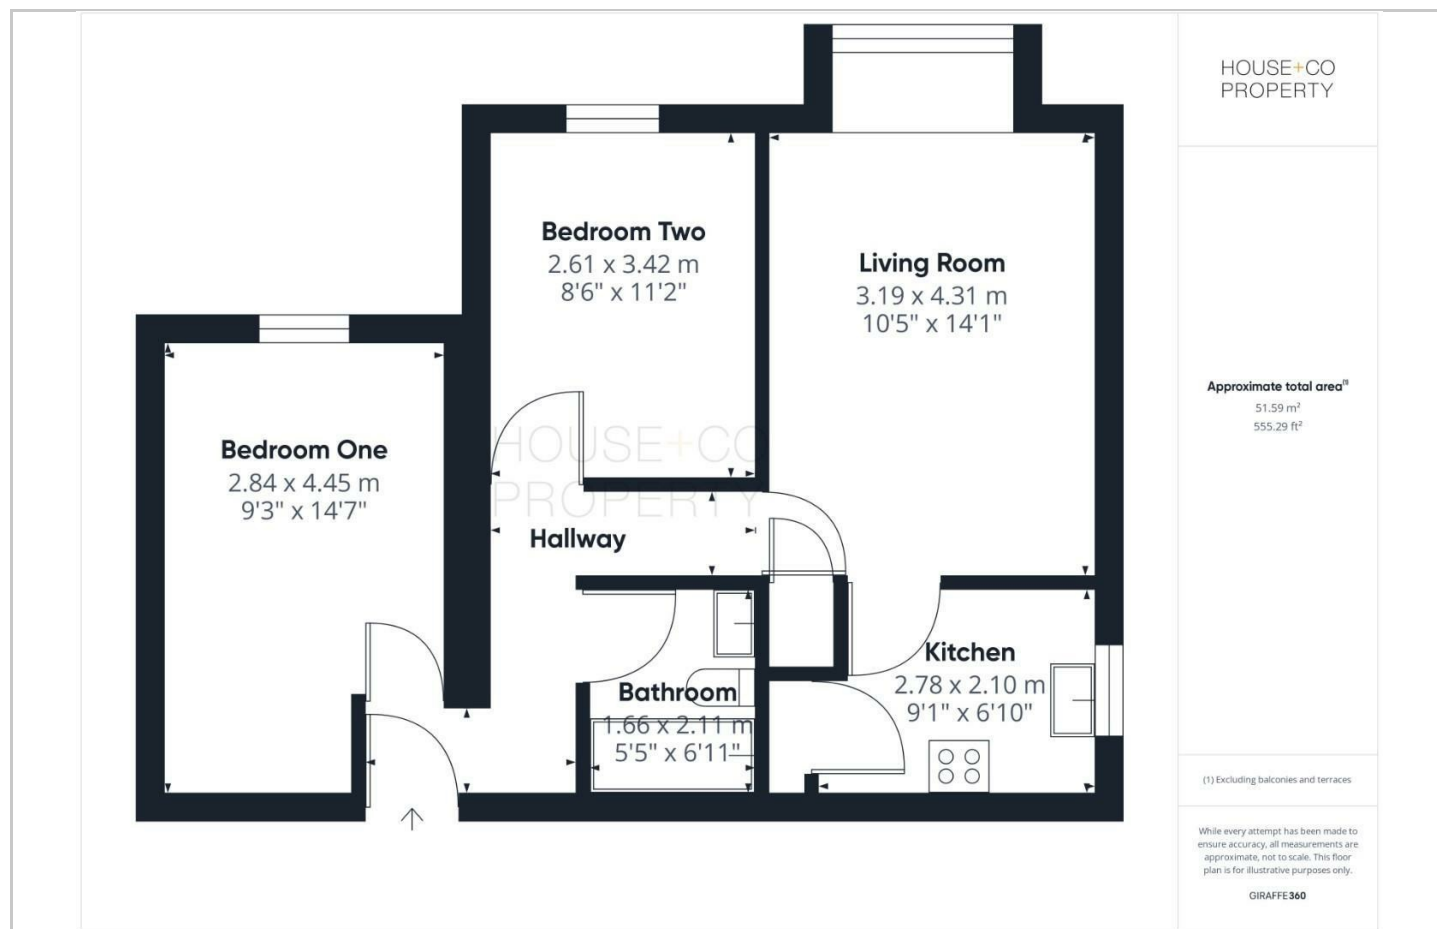 HOUSE+CO
PROPERTY
Bedroom Two
2.61 x 3.42 m
8'6" x 11'2"
Living Room
3.19 x 4.31 m
10'5" x 14'1"
Bedroom One
2.84 x 4.45 m
9'3" x 14'7"
HOUSE+CO
PROPERTY
Hallway
Kitchen
2.78 x 2.10 m
9'1" x 6'10"
Bathroom
1.66 x 2.11 m
5'5" x 6'11"
Approximate total area(1)
51.59 m²
555.29 ft²
(1) Excluding balconies and terraces
While every attempt has been made to
ensure accuracy, all measurements are
approximate, not to scale. This floor
plan is for illustrative purposes only.
GIRAFFE360